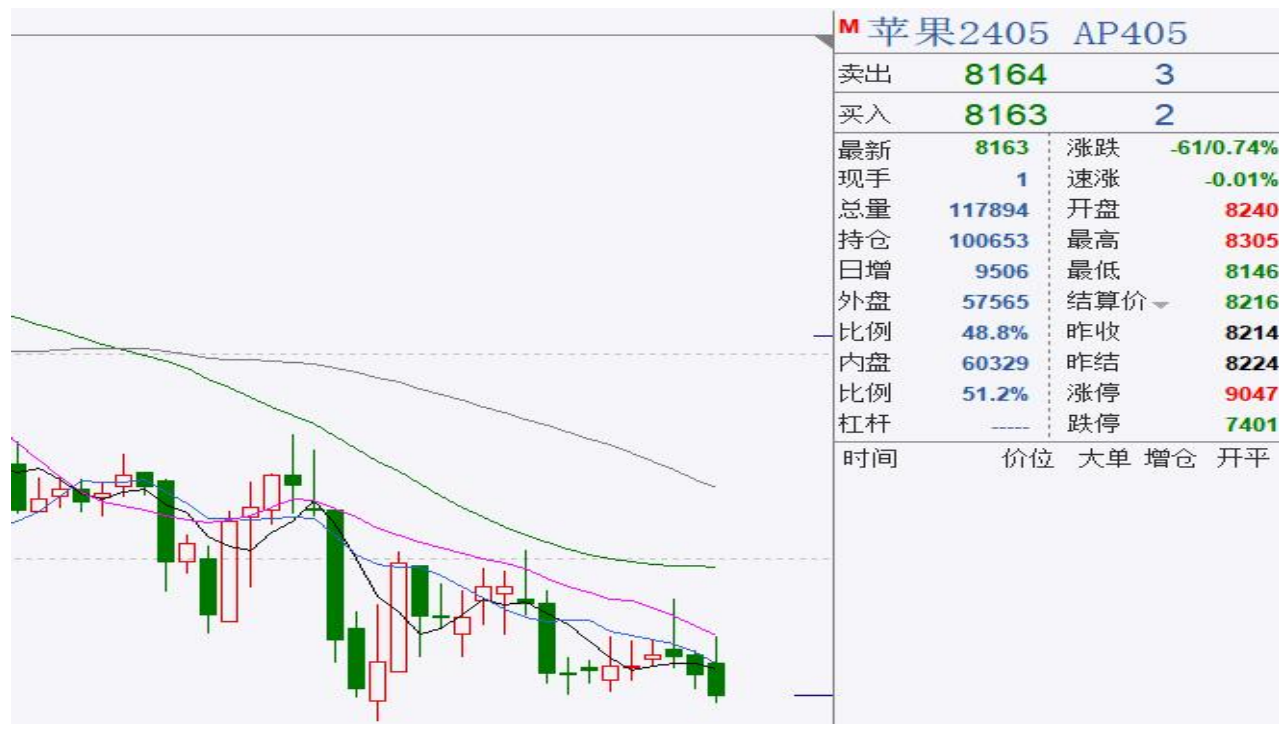 M 苹果2405 AP405
卖出 8164 3
买入 8163 2
最新 8163 涨跌 -61/0.74%
现手 1 速涨 -0.01%
总量 117894 开盘 8240
持仓 100653 最高 8305
日增 9506 最低 8146
外盘 57565 结算价 8216
比例 48.8% 昨收 8214
内盘 60329 昨结 8224
比例 51.2% 涨停 9047
杠杆 ----- 跌停 7401
时间 价位 大单 增仓 开平